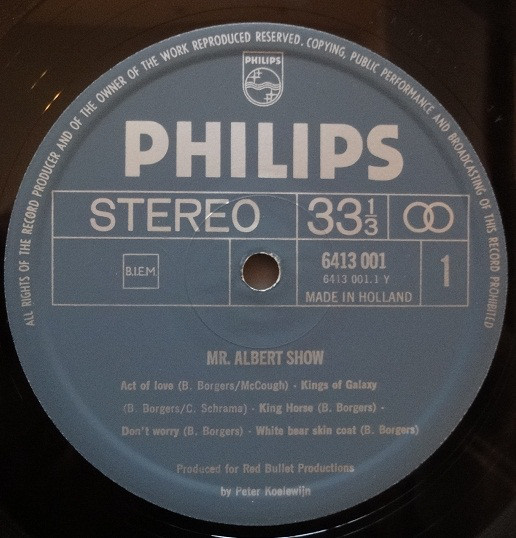 ALL RIGHTS OF THE RECORD PRODUCER AND OF THE OWNER OF THE WORK REPRODUCED RESERVED. COPYING, PUBLIC PERFORMANCE AND BROADCASTING OF THIS RECORD PROHIBITED
PHILIPS
PHILIPS
STEREO 33 1/3
B.I.E.M. 6413 001 1
6413 001.1 Y
MADE IN HOLLAND
MR. ALBERT SHOW
Act of love (B. Borgers/McCough) - Kings of Galaxy
(B. Borgers/C. Schrama) - King Horse (B. Borgers) -
Don't worry (B. Borgers) - White bear skin coat (B. Borgers)
Produced for Red Bullet Productions
by Peter Koelewijn